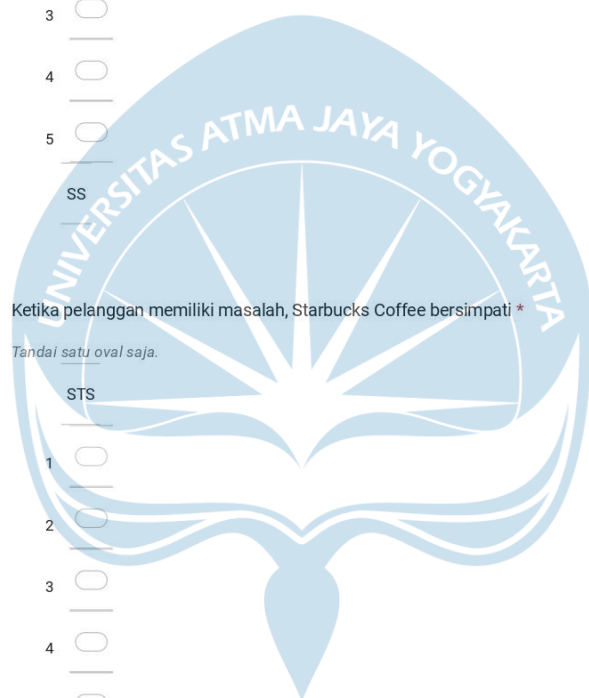 3
4
5
SS
UNIVERSITAS ATMA JAYA YOGYAKARTA
Ketika pelanggan memiliki masalah, Starbucks Coffee bersimpati *
Tandai satu oval saja.
STS
1
2
3
4